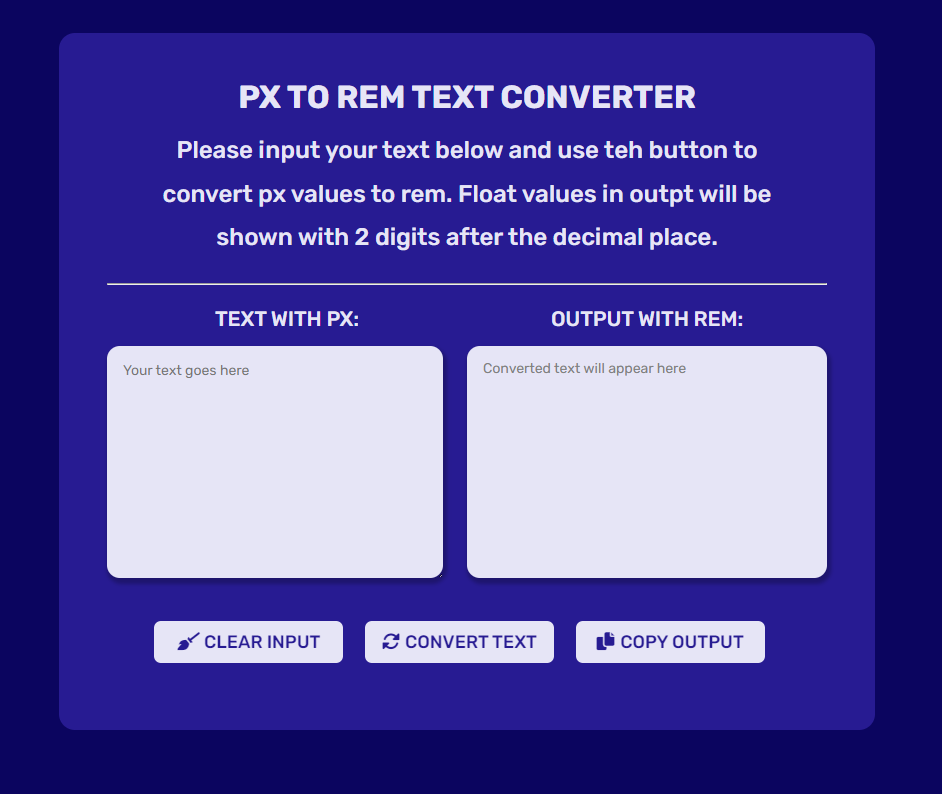 PX TO REM TEXT CONVERTER
Please input your text below and use teh button to
convert px values to rem. Float values in outpt will be
shown with 2 digits after the decimal place.
TEXT WITH PX:
OUTPUT WITH REM:
Your text goes here
Converted text will appear here
CLEAR INPUT
CONVERT TEXT
COPY OUTPUT